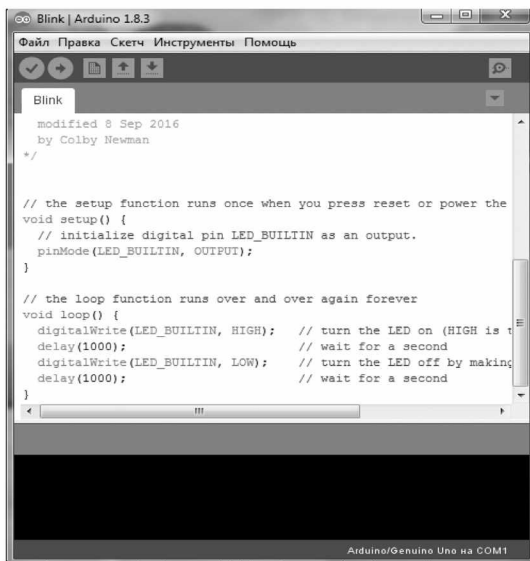 Blink | Arduino 1.8.3
Файл Правка Скетч Инструменты Помощь
Blink
modified 8 Sep 2016
by Colby Newman
*/
// the setup function runs once when you press reset or power the
void setup() {
// initialize digital pin LED_BUILTIN as an output.
pinMode(LED_BUILTIN, OUTPUT);
}
// the loop function runs over and over again forever
void loop() {
digitalWrite(LED_BUILTIN, HIGH); // turn the LED on (HIGH is
delay(1000); // wait for a second
digitalWrite(LED_BUILTIN, LOW); // turn the LED off by making
delay(1000); // wait for a second
}
Arduino/Genuino Uno на COM1